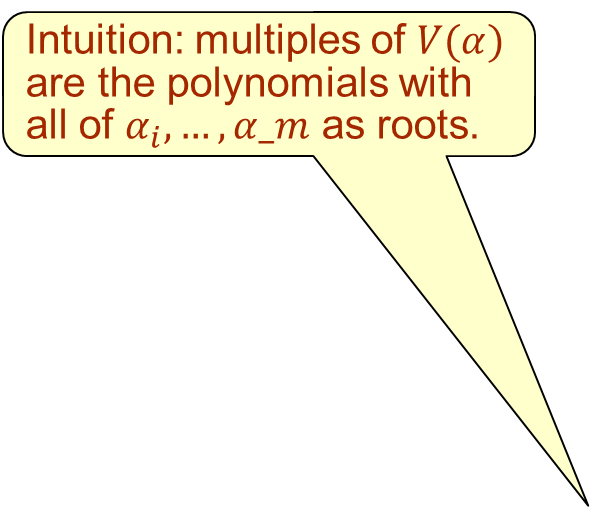 Intuition: multiples of 𝑉(𝛼)
are the polynomials with
all of 𝛼ᵢ, … , 𝛼_𝑚 as roots.